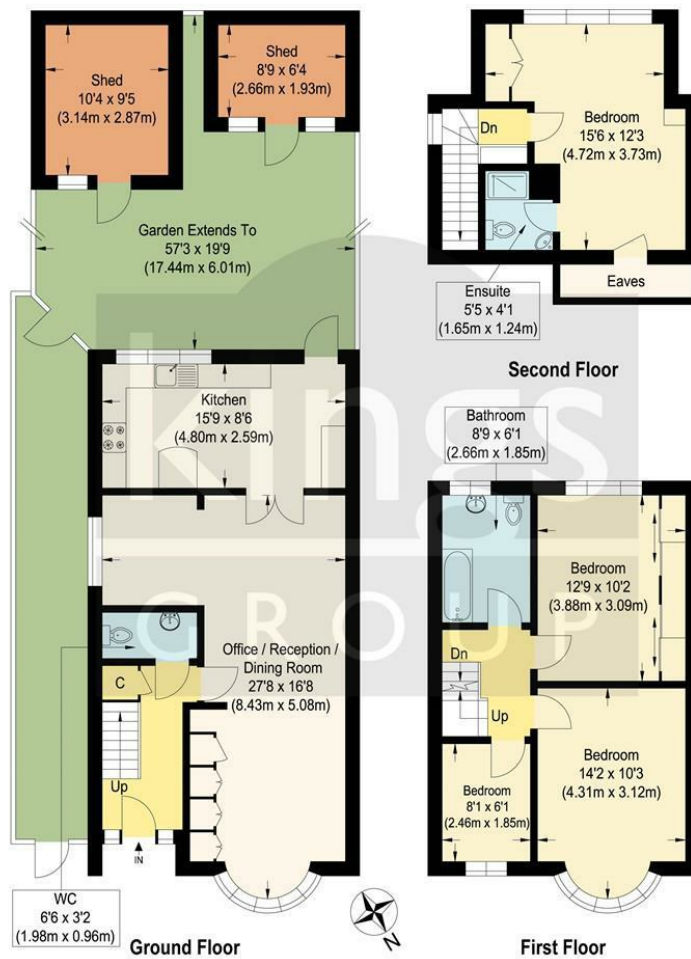 Shed
10'4 x 9'5
(3.14m x 2.87m)
Shed
8'9 x 6'4
(2.66m x 1.93m)
Garden Extends To
57'3 x 19'9
(17.44m x 6.01m)
Kitchen
15'9 x 8'6
(4.80m x 2.59m)
Office / Reception /
Dining Room
27'8 x 16'8
(8.43m x 5.08m)
C
Up
IN
WC
6'6 x 3'2
(1.98m x 0.96m)
Ground Floor
N
Dn
Bedroom
15'6 x 12'3
(4.72m x 3.73m)
Ensuite
5'5 x 4'1
(1.65m x 1.24m)
Eaves
Second Floor
Bathroom
8'9 x 6'1
(2.66m x 1.85m)
Bedroom
12'9 x 10'2
(3.88m x 3.09m)
Dn
Up
Bedroom
14'2 x 10'3
(4.31m x 3.12m)
Bedroom
8'1 x 6'1
(2.46m x 1.85m)
First Floor
kings
GROUP